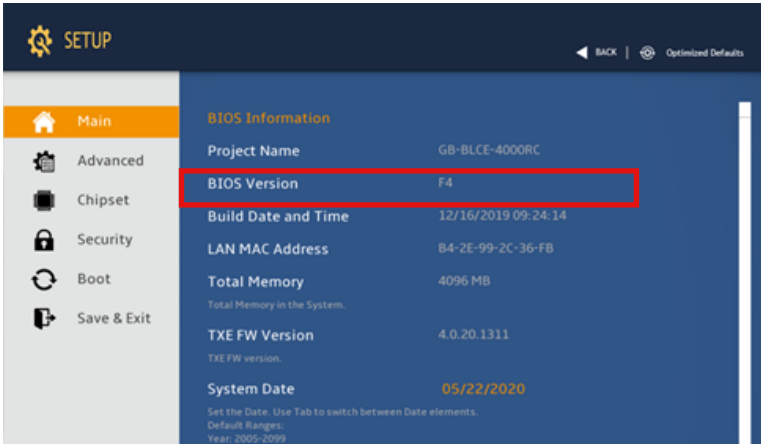 SETUP
BACK | Optimized Defaults
Main
Advanced
Chipset
Security
Boot
Save & Exit
BIOS Information
Project Name GB-BLCE-4000RC
BIOS Version F4
Build Date and Time 12/16/2019 09:24:14
LAN MAC Address B4-2E-99-2C-36-FB
Total Memory 4096 MB
Total Memory in the System.
TXE FW Version 4.0.20.1311
TXE FW version.
System Date 05/22/2020
Set the Date. Use Tab to switch between Date elements.
Default Ranges:
Year: 2005-2099